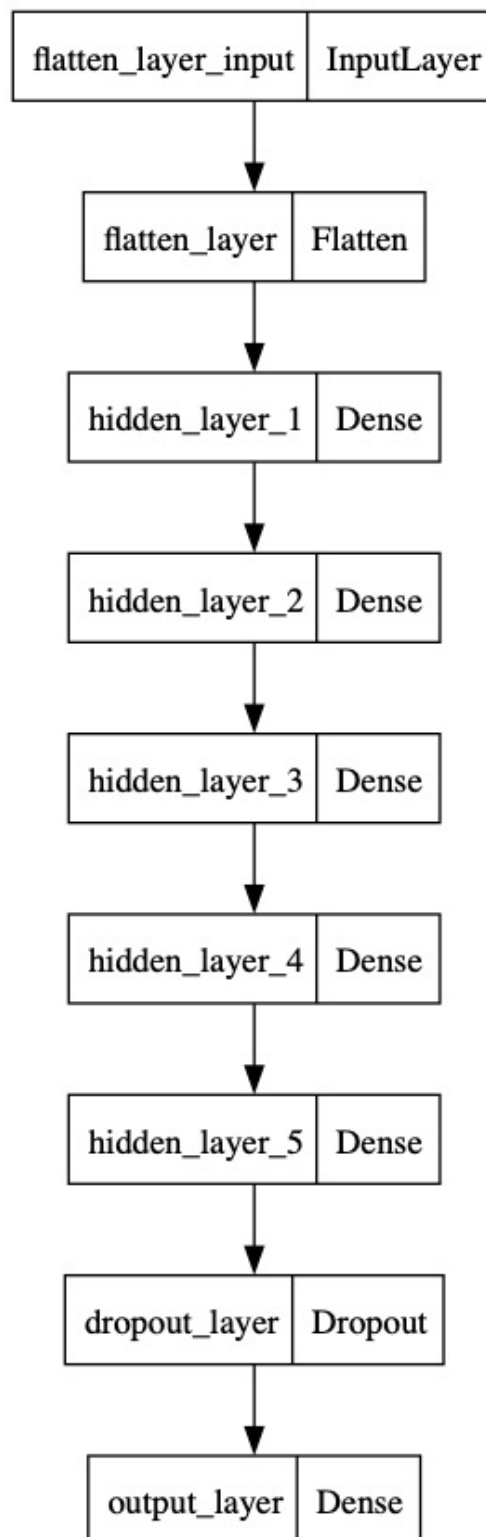 flatten_layer_input InputLayer
flatten_layer Flatten
hidden_layer_1 Dense
hidden_layer_2 Dense
hidden_layer_3 Dense
hidden_layer_4 Dense
hidden_layer_5 Dense
dropout_layer Dropout
output_layer Dense